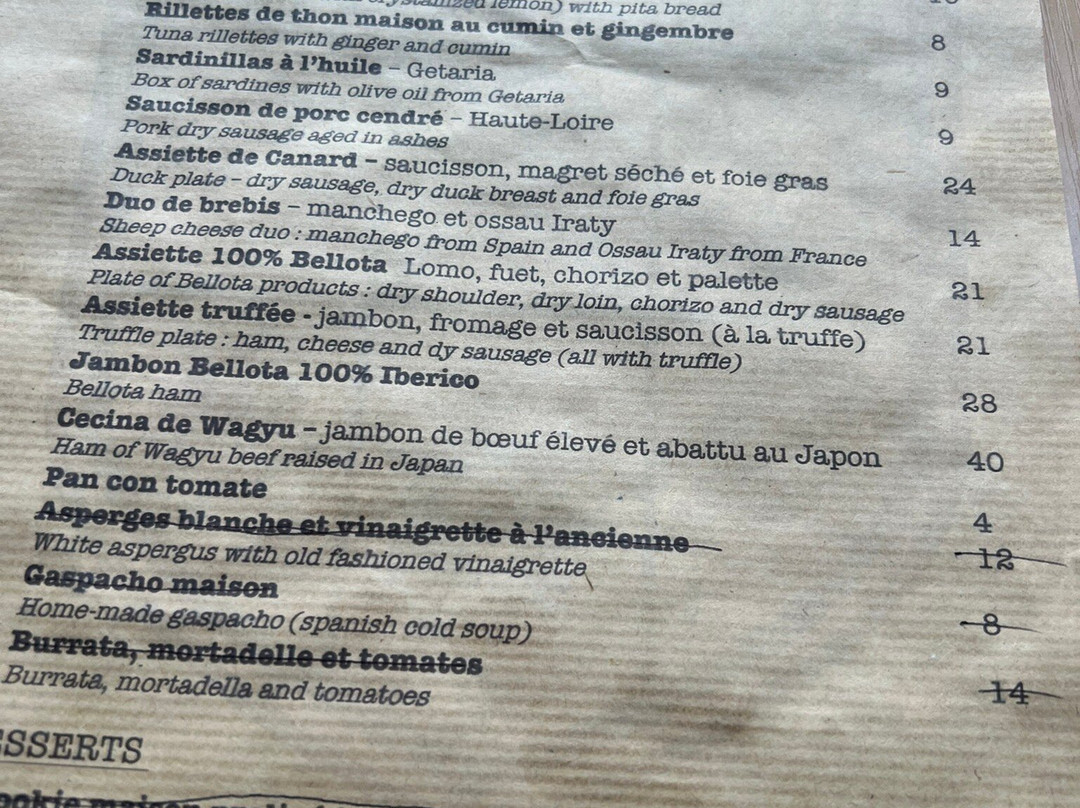 lemon) with pita bread
Rillettes de thon maison au cumin et gingembre
Tuna rillettes with ginger and cumin 8
Sardinillas à l'huile – Getaria
Box of sardines with olive oil from Getaria 9
Saucisson de porc cendré – Haute-Loire
Pork dry sausage aged in ashes 9
Assiette de Canard – saucisson, magret séché et foie gras 24
Duck plate – dry sausage, dry duck breast and foie gras
Duo de brebis – manchego et ossau Iraty 14
Sheep cheese duo : manchego from Spain and Ossau Iraty from France
Assiette 100% Bellota Lomo, fuet, chorizo et palette 21
Plate of Bellota products : dry shoulder, dry loin, chorizo and dry sausage
Assiette truffée - jambon, fromage et saucisson (à la truffe) 21
Truffle plate : ham, cheese and dy sausage (all with truffle)
Jambon Bellota 100% Iberico 28
Bellota ham
Cecina de Wagyu – jambon de bœuf élevé et abattu au Japon 40
Ham of Wagyu beef raised in Japan
Pan con tomate 4
Asperges blanche et vinaigrette à l'ancienne 12
White aspergus with old fashioned vinaigrette
Gaspacho maison 8
Home-made gaspacho (spanish cold soup)
Burrata, mortadelle et tomates 14
Burrata, mortadella and tomatoes
ESSERTS